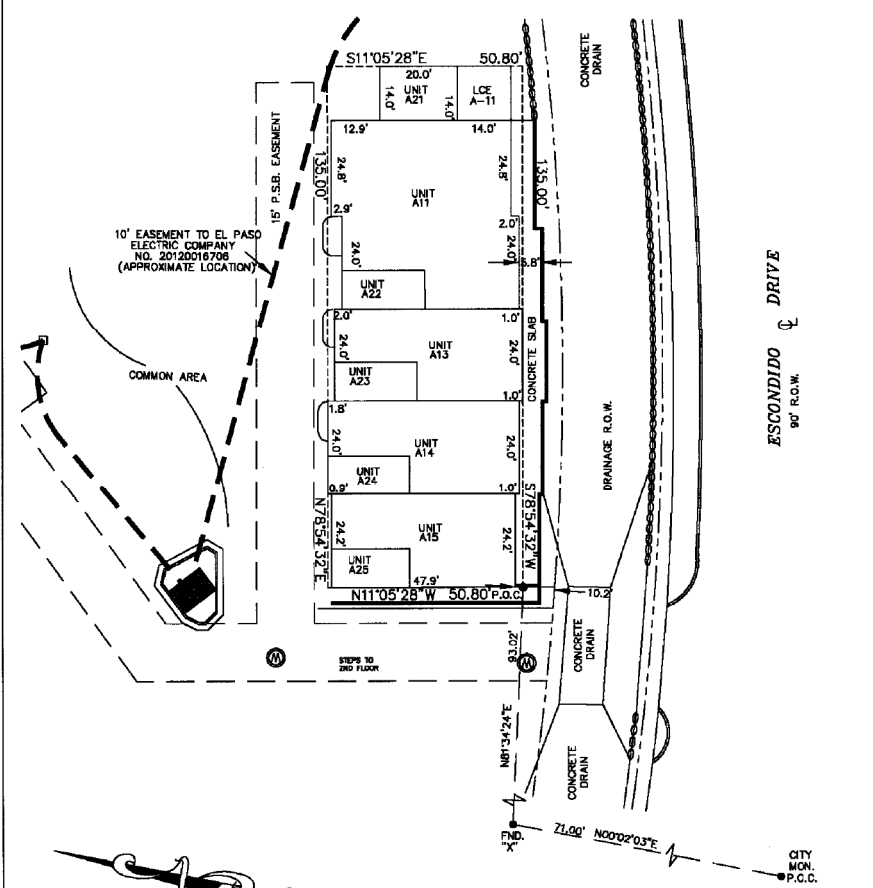 S11°05'28"E 50.80'
20.0'
UNIT
A21
LCE
A-11
14.0'
14.0'
CONCRETE
DRAIN
12.9'
14.0'
15' P.S.B. EASEMENT
135.00'
24.8'
24.8'
135.00'
UNIT
A11
2.9'
2.0'
10' EASEMENT TO EL PASO
ELECTRIC COMPANY
NO. 20120016706
(APPROXIMATE LOCATION)
24.0'
24.0'
5.8'
UNIT
A22
ESCONDIDO DRIVE
90' R.O.W.
2.0'
1.0'
24.0'
UNIT
A13
24.0'
CONCRETE SLAB
COMMON AREA
UNIT
A23
1.0'
1.8'
DRAINAGE R.O.W.
24.0'
UNIT
A14
24.0'
UNIT
A24
0.9'
1.0'
N78°54'32"E
24.2'
UNIT
A15
24.2'
S78°54'32"W
UNIT
A25
47.9'
N11°05'28"W 50.80' P.O.C.
10.2'
93.02'
CONCRETE
DRAIN
W
STEPS TO
2ND FLOOR
W
N81°34'24"E
CONCRETE
DRAIN
FND.
"X"
71.00' N00°02'03"E
CITY
MON.
P.O.C.